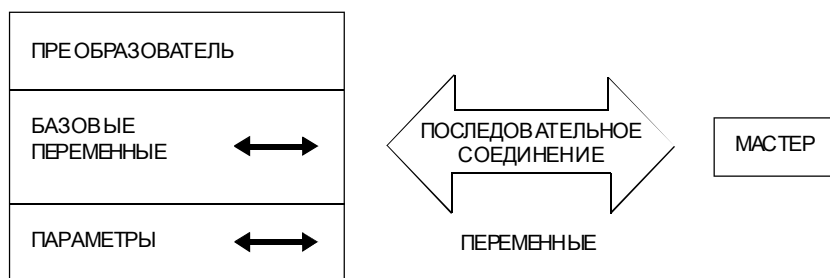 ПРЕОБРАЗОВАТЕЛЬ
БАЗОВЫЕ
ПЕРЕМЕННЫЕ
ПОСЛЕДОВАТЕЛЬНОЕ
СОЕДИНЕНИЕ
МАСТЕР
ПАРАМЕТРЫ
ПЕРЕМЕННЫЕ